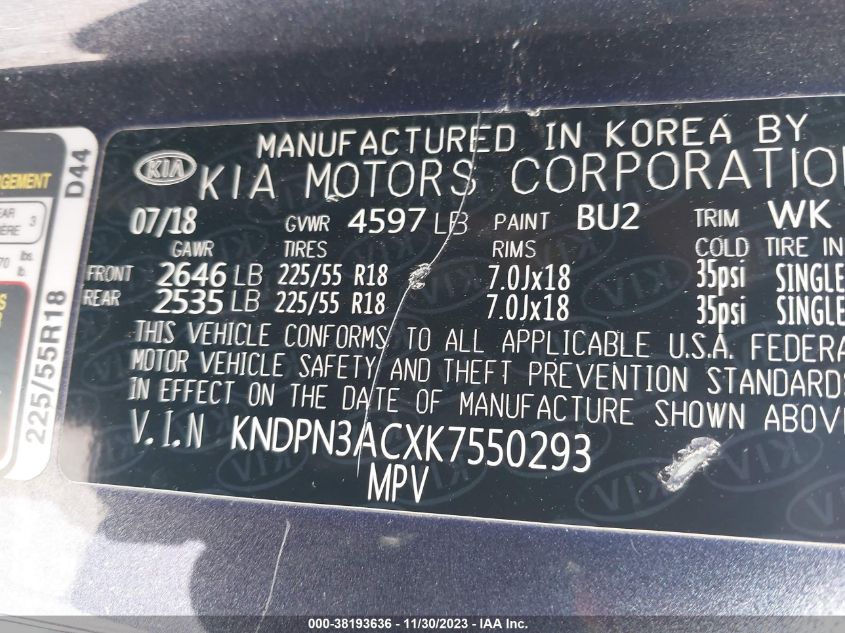 MANUFACTURED IN KOREA BY
KIA KIA MOTORS CORPORATION
07/18 GVWR 4597 LB PAINT BU2 TRIM WK
GAWR TIRES RIMS COLD TIRE IN
FRONT 2646 LB 225/55 R18 7.0Jx18 35psi SINGLE
REAR 2535 LB 225/55 R18 7.0Jx18 35psi SINGLE
THIS VEHICLE CONFORMS TO ALL APPLICABLE U.S.A. FEDERA
MOTOR VEHICLE SAFETY AND THEFT PREVENTION STANDARDS
IN EFFECT ON THE DATE OF MANUFACTURE SHOWN ABOV
V.I.N KNDPN3ACXK7550293
MPV
225/55R18 D44
000-38193636 - 11/30/2023 - IAA Inc.